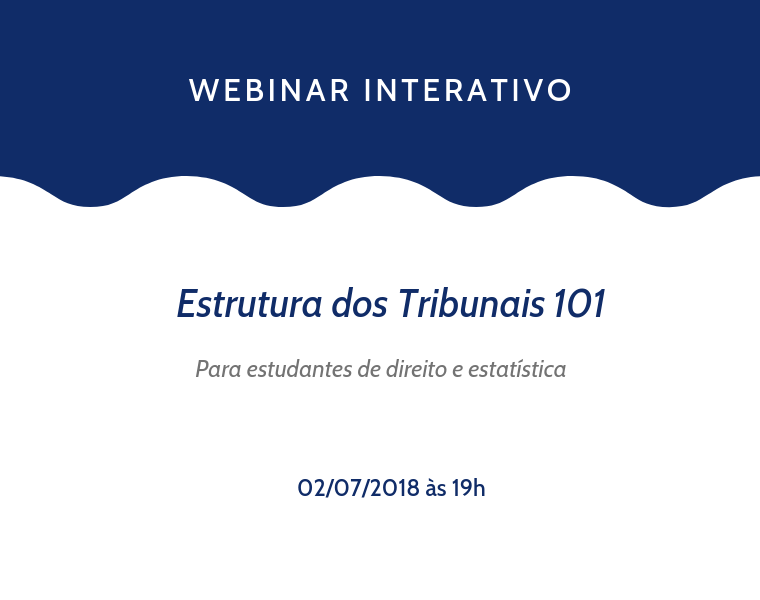 WEBINAR INTERATIVO
Estrutura dos Tribunais 101
Para estudantes de direito e estatística
02/07/2018 às 19h